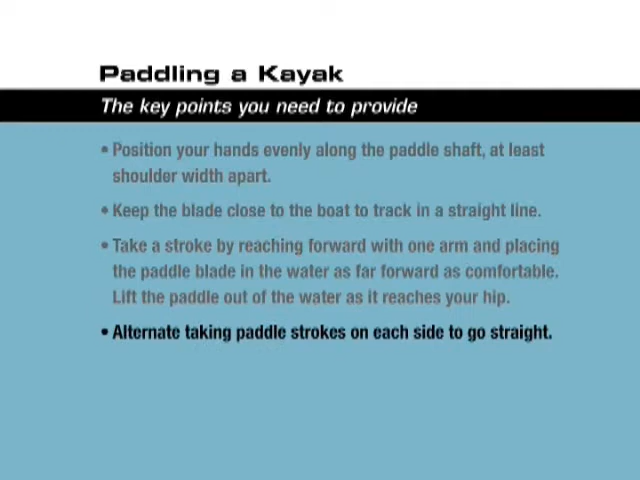 Paddling a Kayak
The key points you need to provide
• Position your hands evenly along the paddle shaft, at least
shoulder width apart.
• Keep the blade close to the boat to track in a straight line.
• Take a stroke by reaching forward with one arm and placing
the paddle blade in the water as far forward as comfortable.
Lift the paddle out of the water as it reaches your hip.
• Alternate taking paddle strokes on each side to go straight.